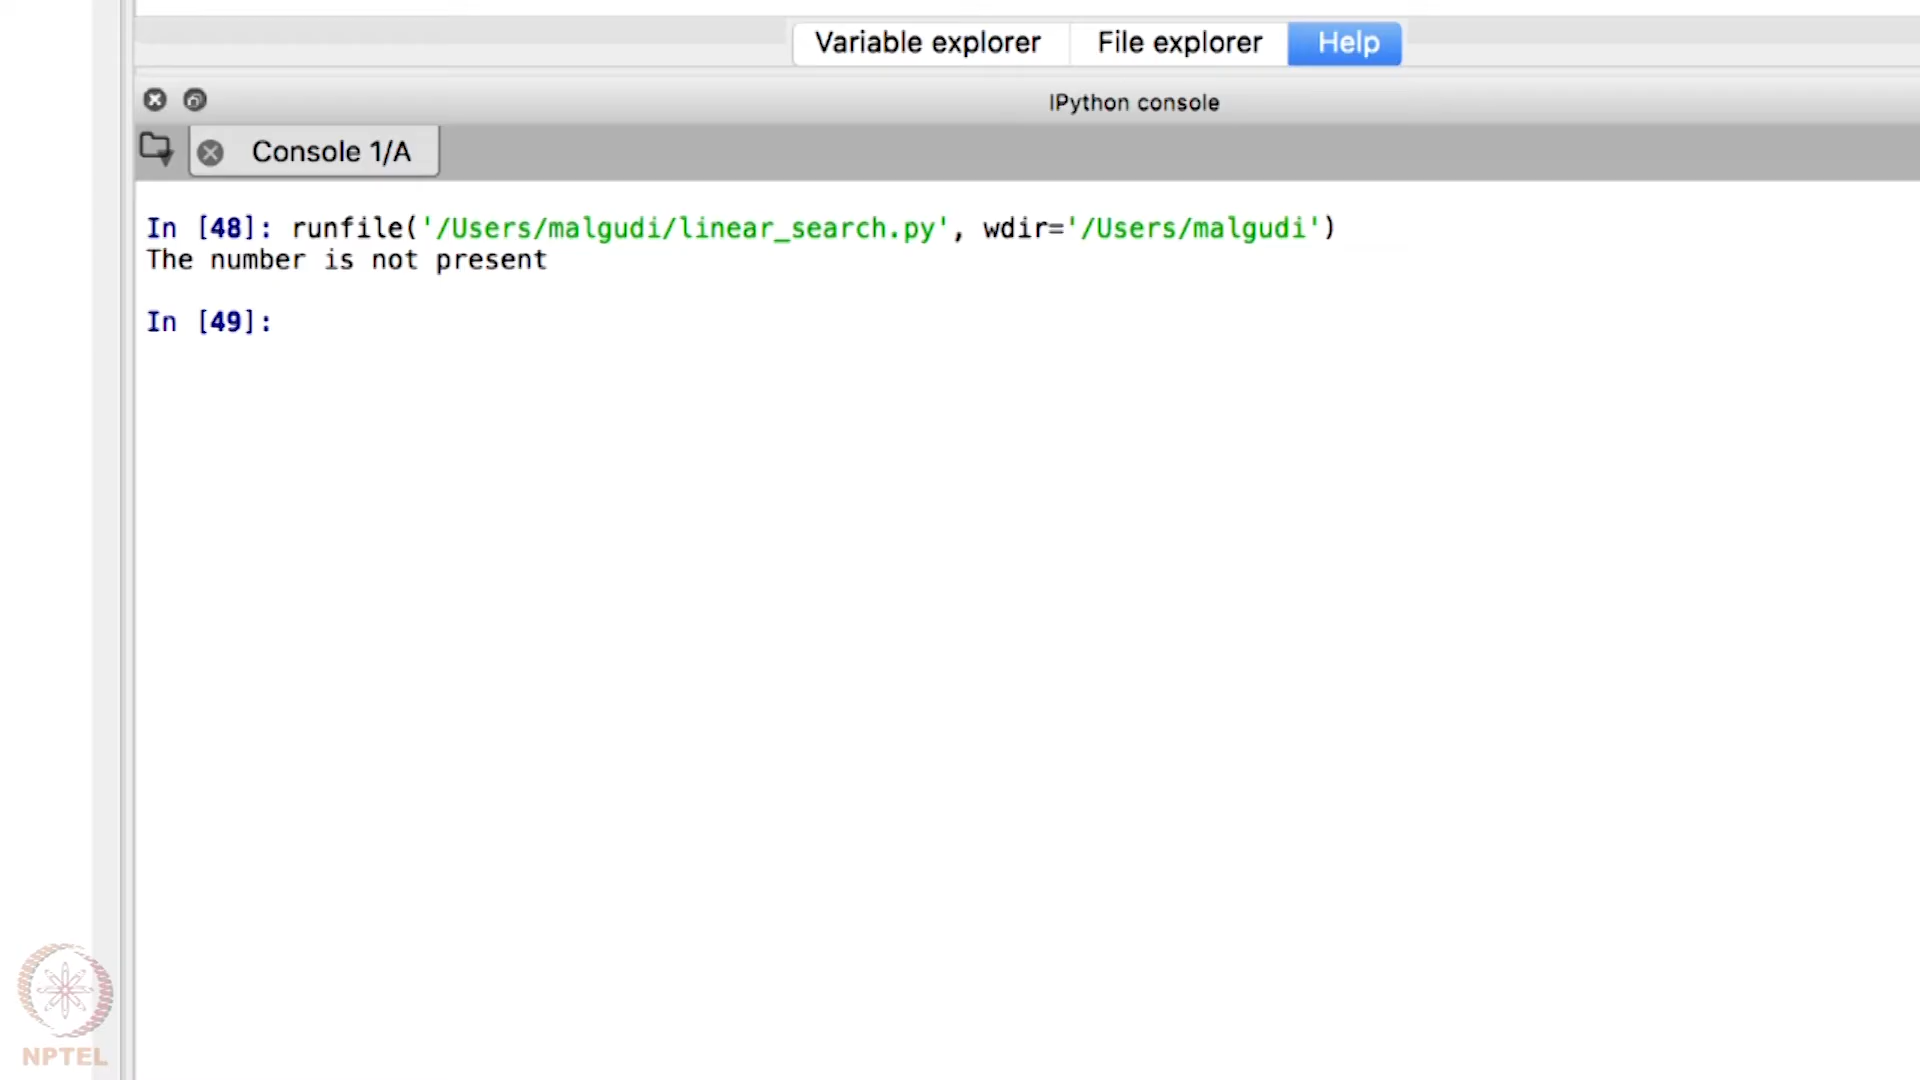 Variable explorer File explorer Help
IPython console
Console 1/A
In [48]: runfile('/Users/malgudi/linear_search.py', wdir='/Users/malgudi')
The number is not present
In [49]:
NPTEL